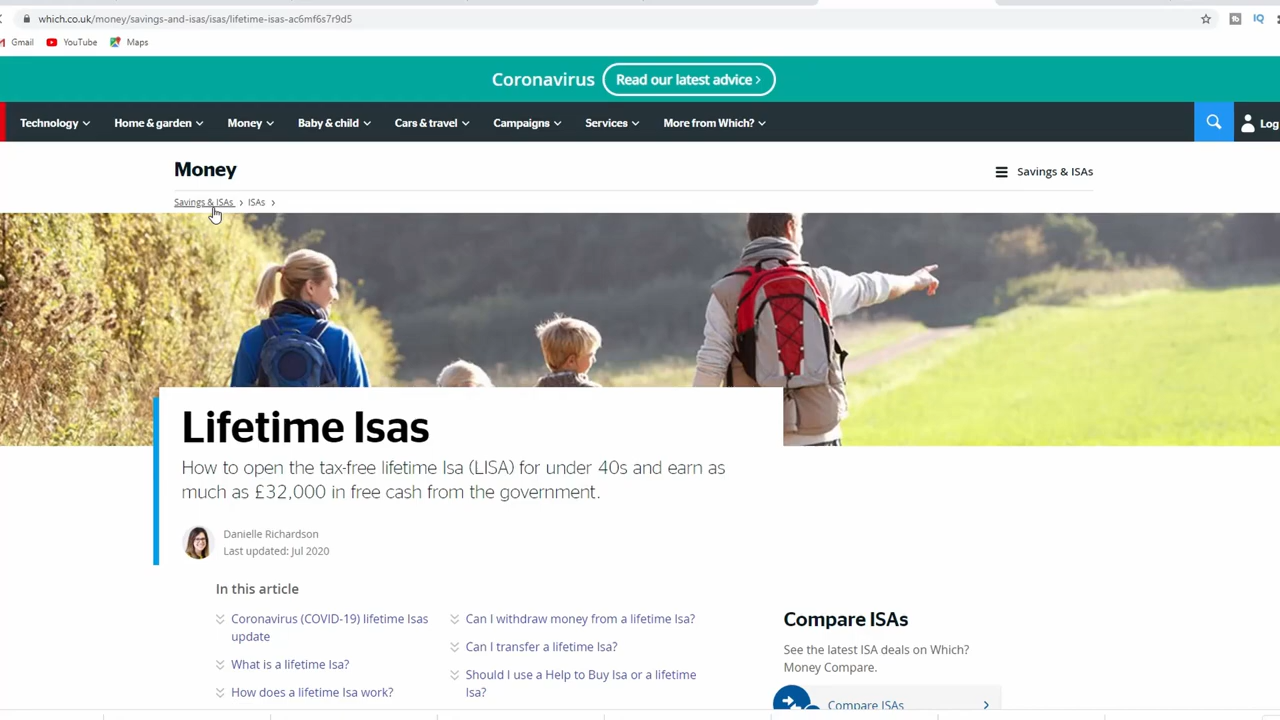 which.co.uk/money/savings-and-isas/isas/lifetime-isas-ac6mf6s7r9d5
Gmail YouTube Maps
Coronavirus Read our latest advice >
Technology Home & garden Money Baby & child Cars & travel Campaigns Services More from Which? Log
Money
Savings & ISAs
Savings & ISAs > ISAs >
Lifetime Isas
How to open the tax-free lifetime Isa (LISA) for under 40s and earn as
much as £32,000 in free cash from the government.
Danielle Richardson
Last updated: Jul 2020
In this article
Coronavirus (COVID-19) lifetime Isas
update
What is a lifetime Isa?
How does a lifetime Isa work?
Can I withdraw money from a lifetime Isa?
Can I transfer a lifetime Isa?
Should I use a Help to Buy Isa or a lifetime
Isa?
Compare ISAs
See the latest ISA deals on Which?
Money Compare.
Compare ISAs